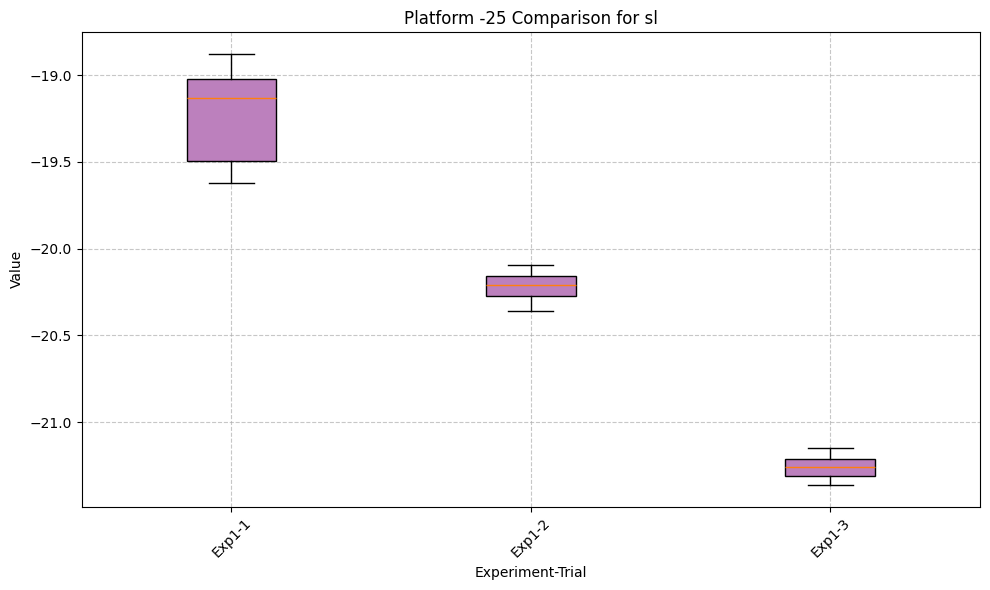 Platform -25 Comparison for sl
−19.0
−19.5
−20.0
−20.5
−21.0
Value
Exp1-1
Exp1-2
Exp1-3
Experiment-Trial